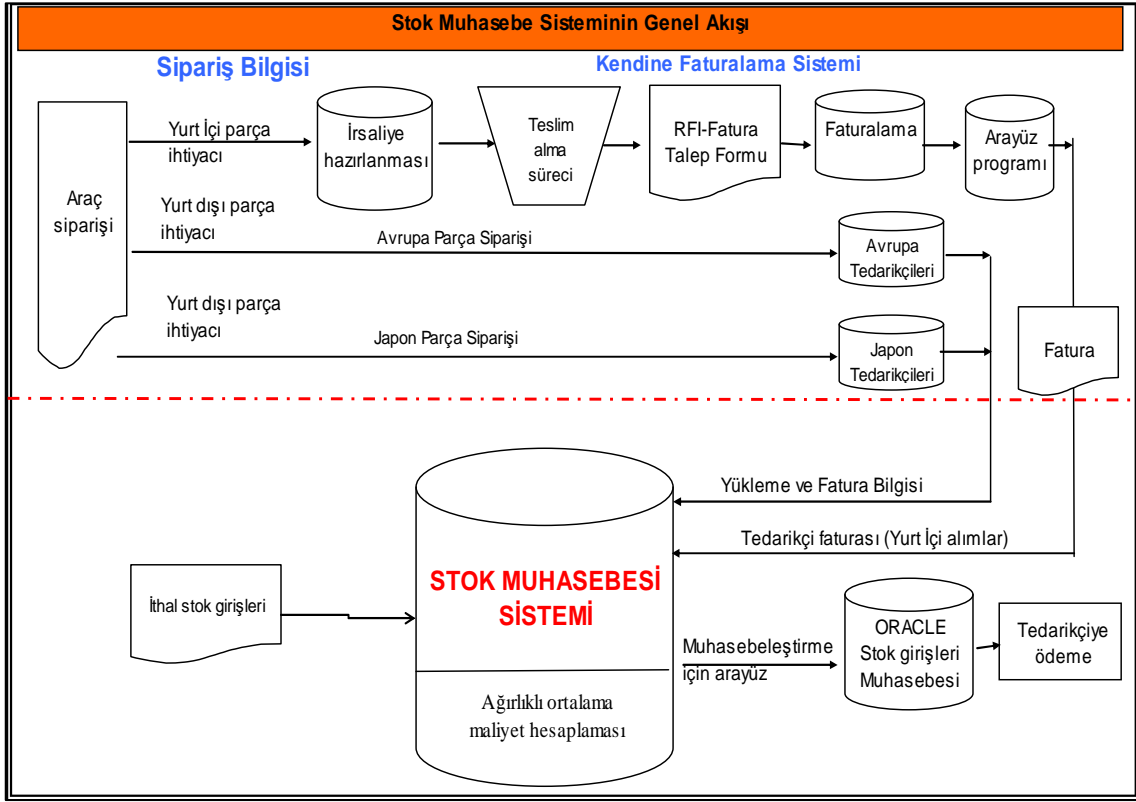 Stok Muhasebe Sisteminin Genel Akışı
Sipariş Bilgisi
Kendine Faturalama Sistemi
Araç
siparişi
Yurt İçi parça
ihtiyacı
İrsaliye
hazırlanması
Teslim
alma
süreci
RFI-Fatura
Talep Formu
Faturalama
Arayüz
programı
Yurt dışı parça
ihtiyacı
Avrupa Parça Siparişi
Avrupa
Tedarikçileri
Yurt dışı parça
ihtiyacı
Japon Parça Siparişi
Japon
Tedarikçileri
Fatura
Yükleme ve Fatura Bilgisi
Tedarikçi faturası (Yurt İçi alımlar)
İthal stok girişleri
STOK MUHASEBESİ
SİSTEMİ
Ağırlıklı ortalama
maliyet hesaplaması
Muhasebeleştirme
için arayüz
ORACLE
Stok girişleri
Muhasebesi
Tedarikçiye
ödeme